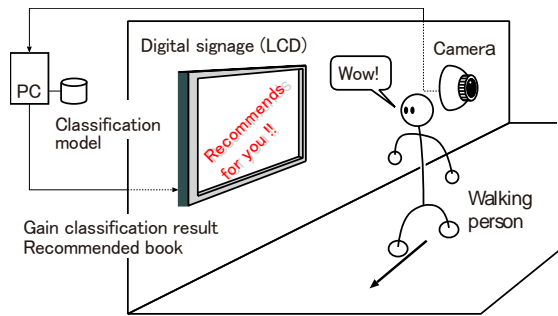 Digital signage (LCD)
Camera
Wow!
PC
Classification
model
Recommends
for you !!
Gain classification result
Recommended book
Walking
person